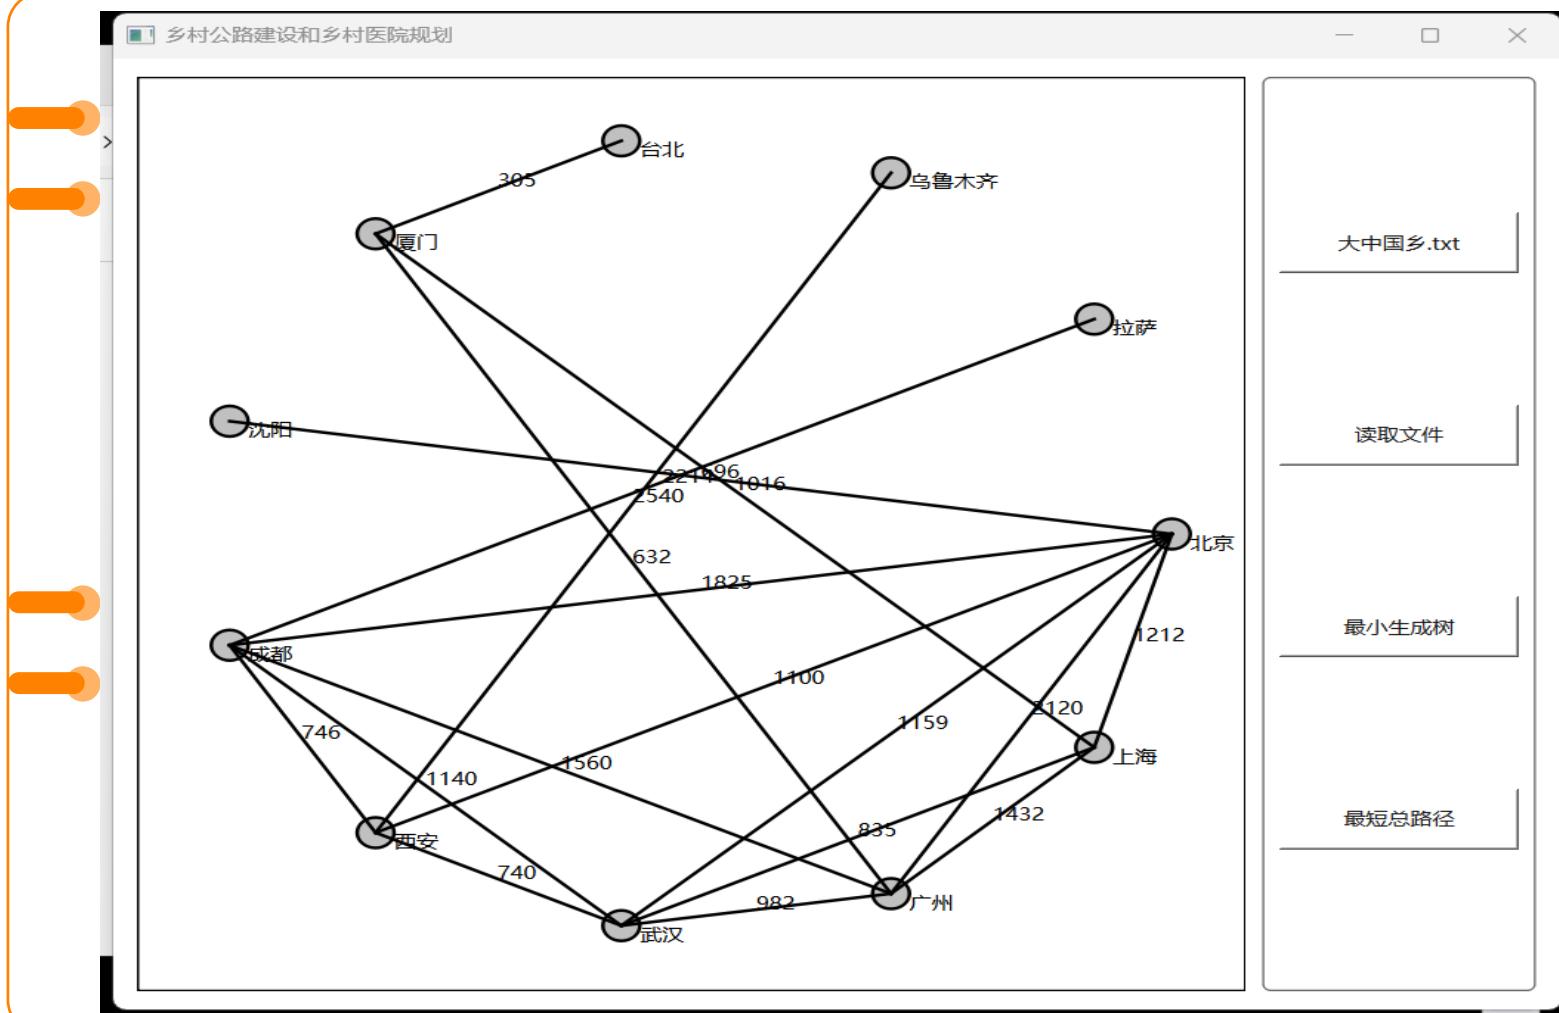 乡村公路建设和乡村医院规划
台北
乌鲁木齐
305
厦门
大中国乡.txt
拉萨
沈阳
读取文件
696
1016
2540
北京
632
1825
1212
最小生成树
成都
1100
2120
1159
746
上海
1560
1140
1432
最短总路径
835
西安
740
982
广州
武汉